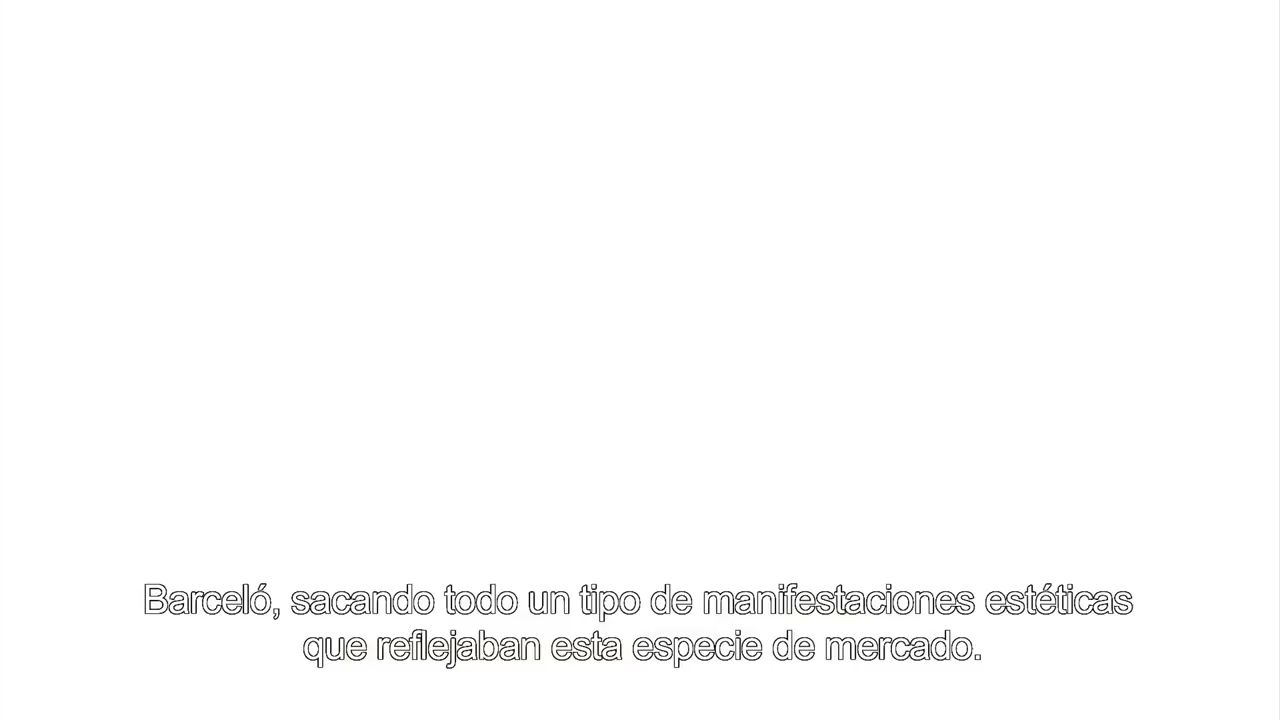 Barceló, sacando todo un tipo de manifestaciones estéticas
que reflejaban esta especie de mercado.